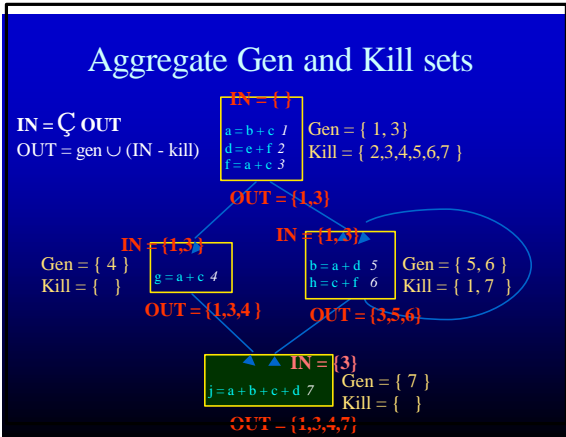 Aggregate Gen and Kill sets
IN = { }
IN = Ç OUT
OUT = gen ∪ (IN - kill)
a = b + c 1
d = e + f 2
f = a + c 3
Gen = { 1, 3}
Kill = { 2,3,4,5,6,7 }
OUT = {1,3}
IN = {1,3}
Gen = { 4 }
Kill = { }
g = a + c 4
OUT = {1,3,4 }
IN = {1, 3}
b = a + d 5
h = c + f 6
Gen = { 5, 6 }
Kill = { 1, 7 }
OUT = {3,5,6}
IN = {3}
j = a + b + c + d 7
Gen = { 7 }
Kill = { }
OUT = {1,3,4,7}